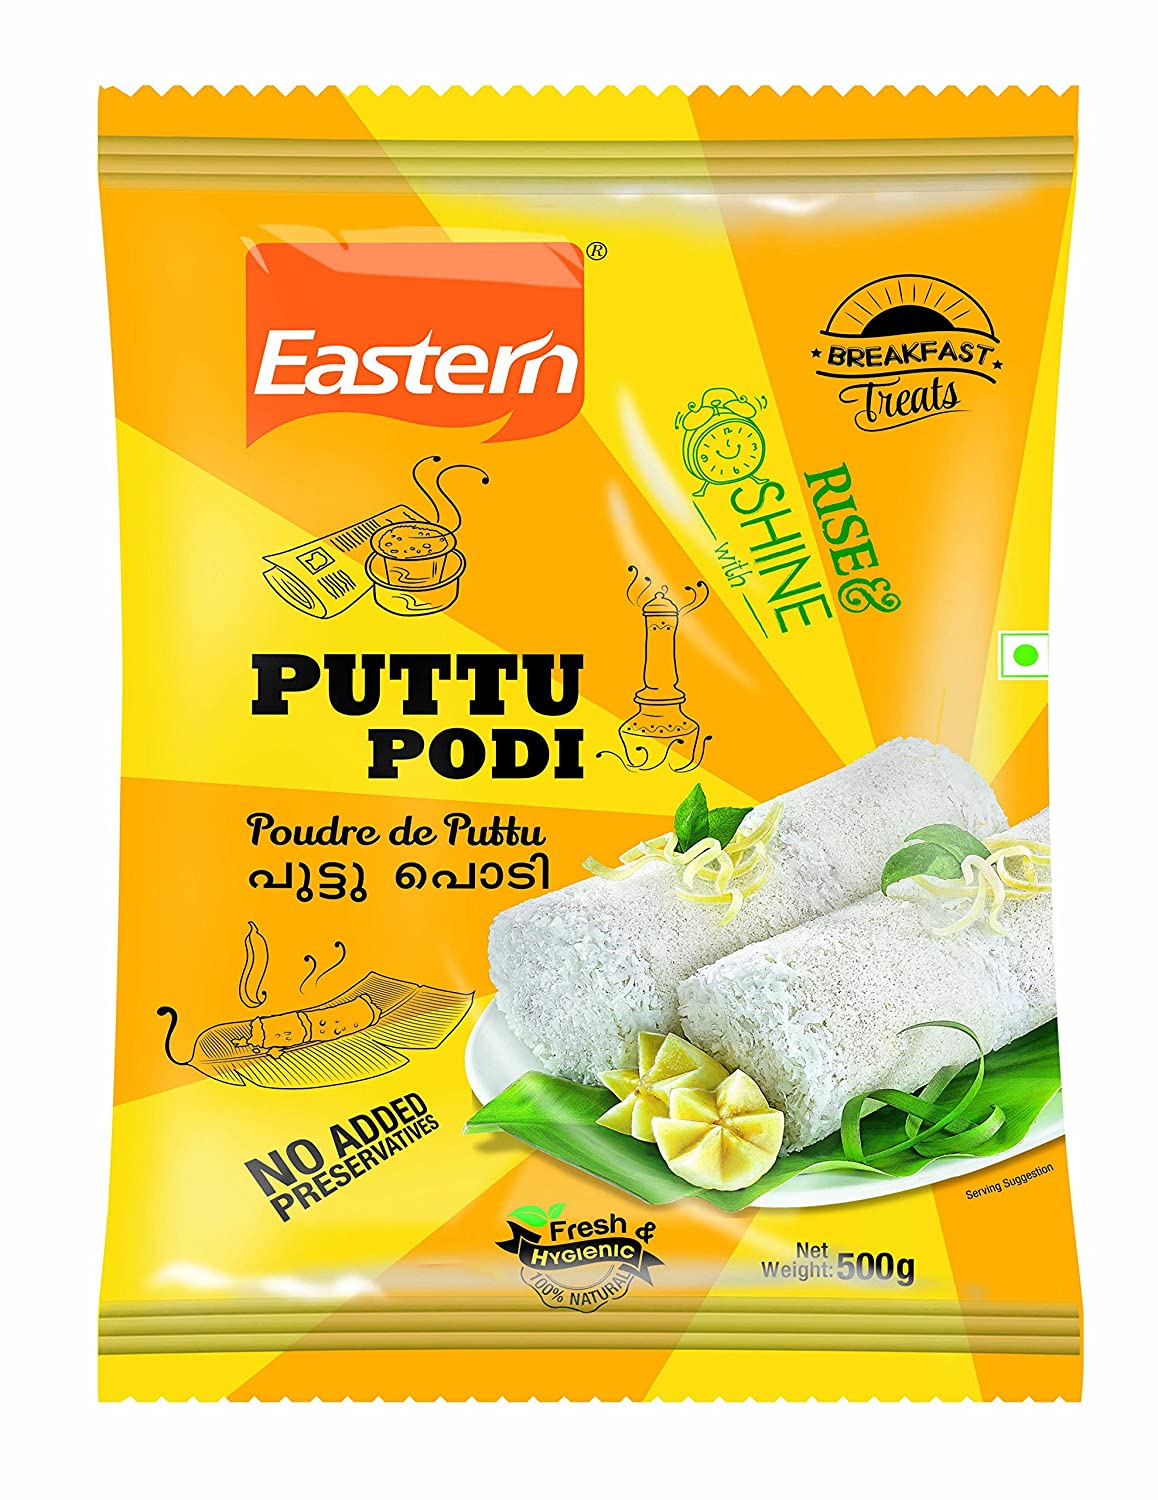 Eastern®
BREAKFAST
Treats
RISE &
SHINE
with
PUTTU
PODI
Poudre de Puttu
പുട്ടു പൊടി
NO ADDED
PRESERVATIVES
Serving Suggestion
Fresh &
HYGIENIC
100% NATURAL
Net
Weight: 500g